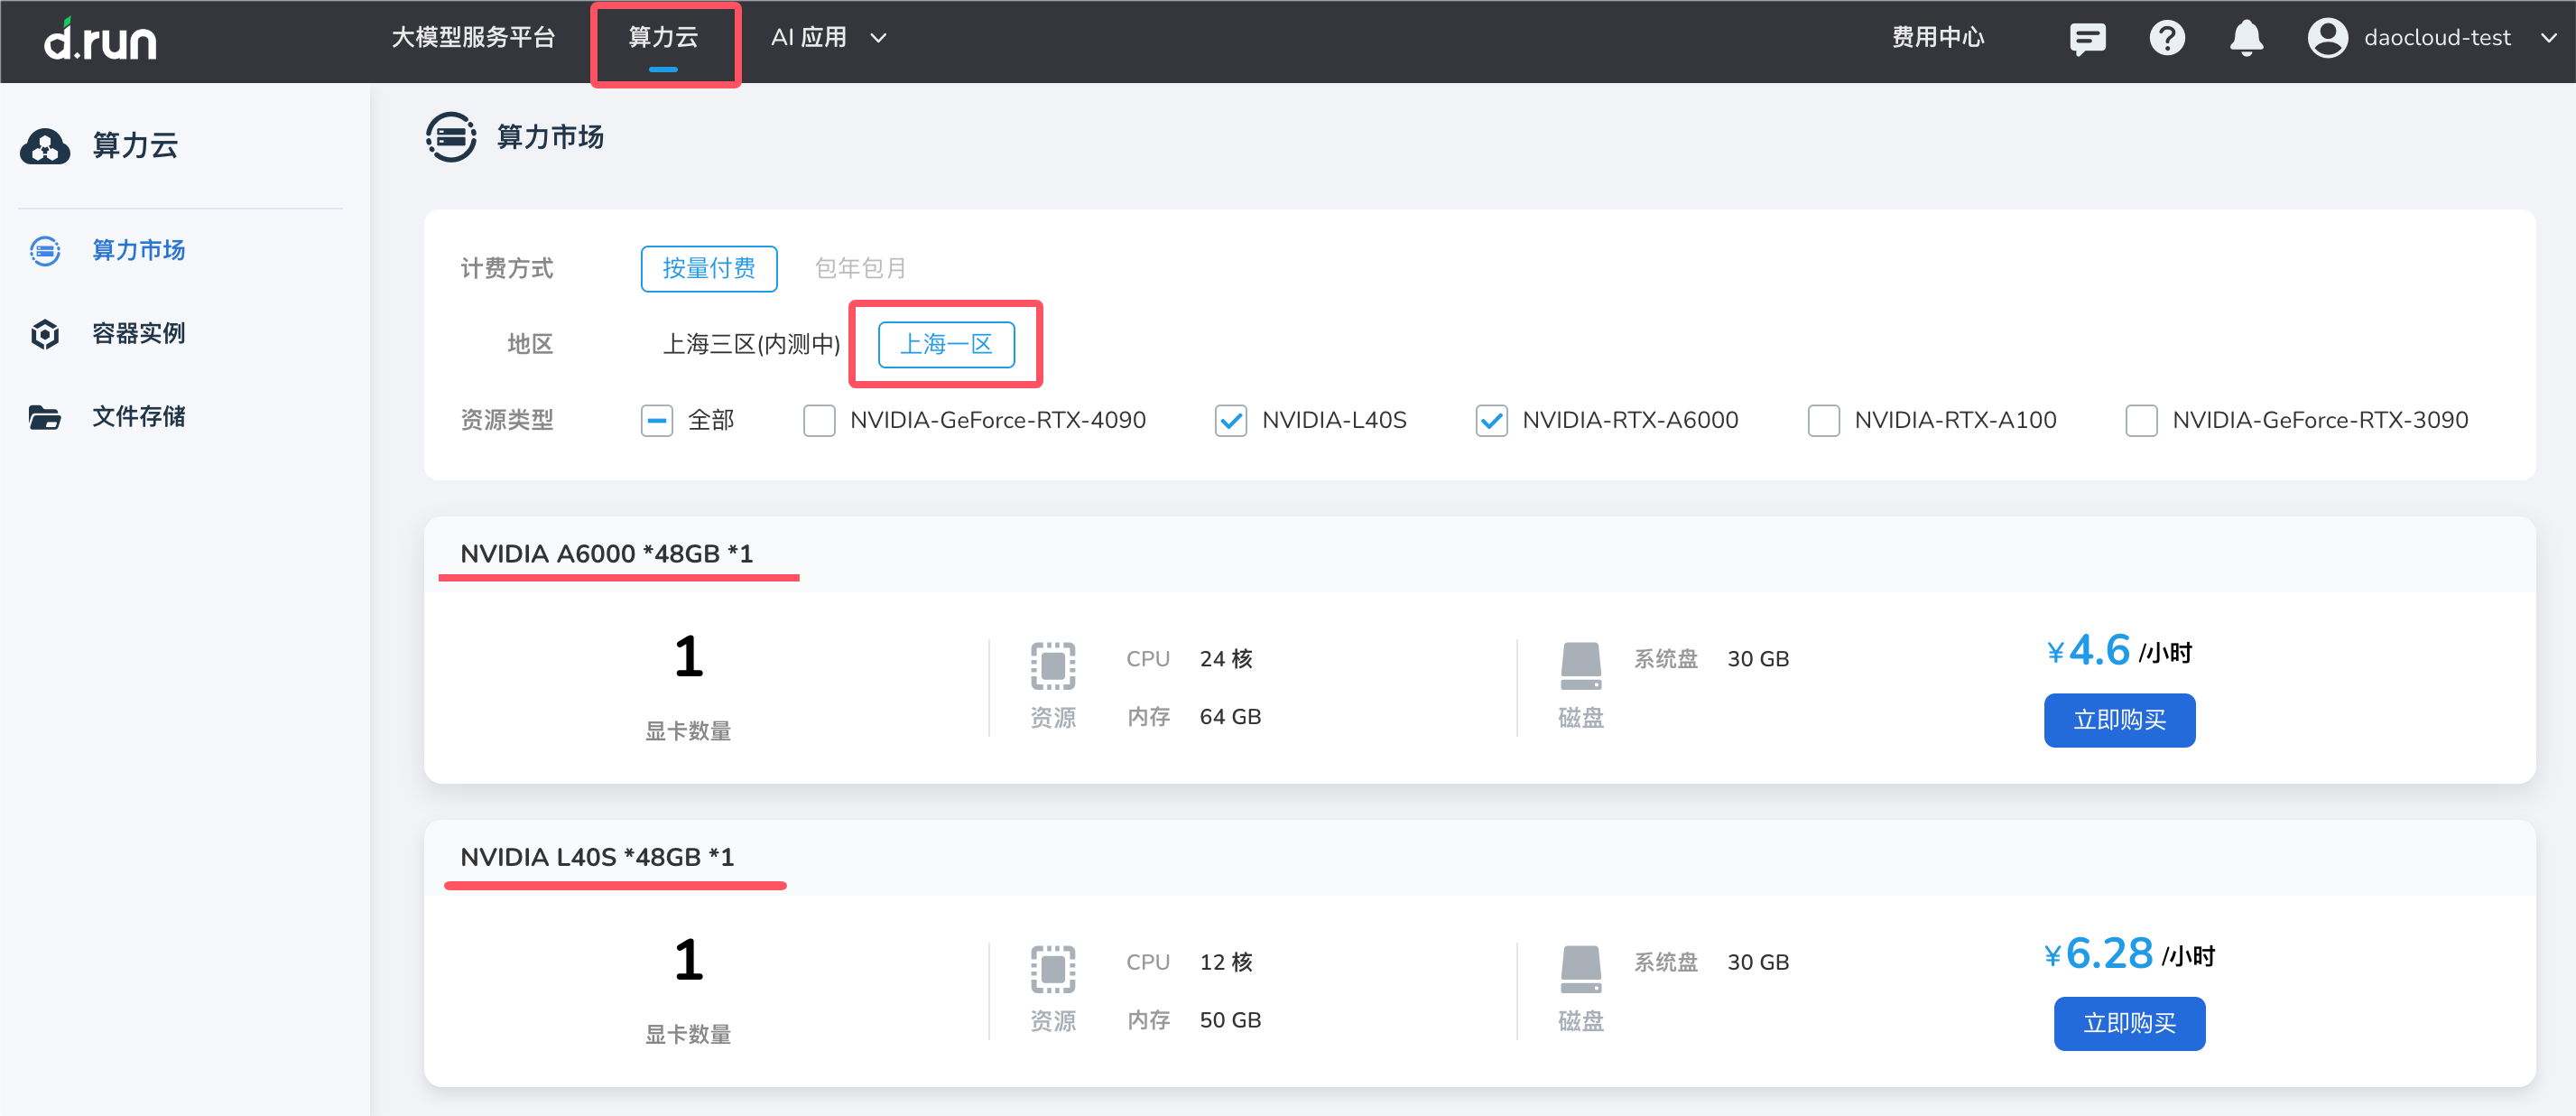 d.run 大模型服务平台 算力云 AI 应用 费用中心 daocloud-test
算力云
算力市场
容器实例
文件存储
算力市场
计费方式 按量付费 包年包月
地区 上海三区(内测中) 上海一区
资源类型 全部 NVIDIA-GeForce-RTX-4090 NVIDIA-L40S NVIDIA-RTX-A6000 NVIDIA-RTX-A100 NVIDIA-GeForce-RTX-3090
NVIDIA A6000 *48GB *1
1
显卡数量
资源
CPU 24 核
内存 64 GB
磁盘
系统盘 30 GB
¥4.6 /小时
立即购买
NVIDIA L40S *48GB *1
1
显卡数量
资源
CPU 12 核
内存 50 GB
磁盘
系统盘 30 GB
¥6.28 /小时
立即购买